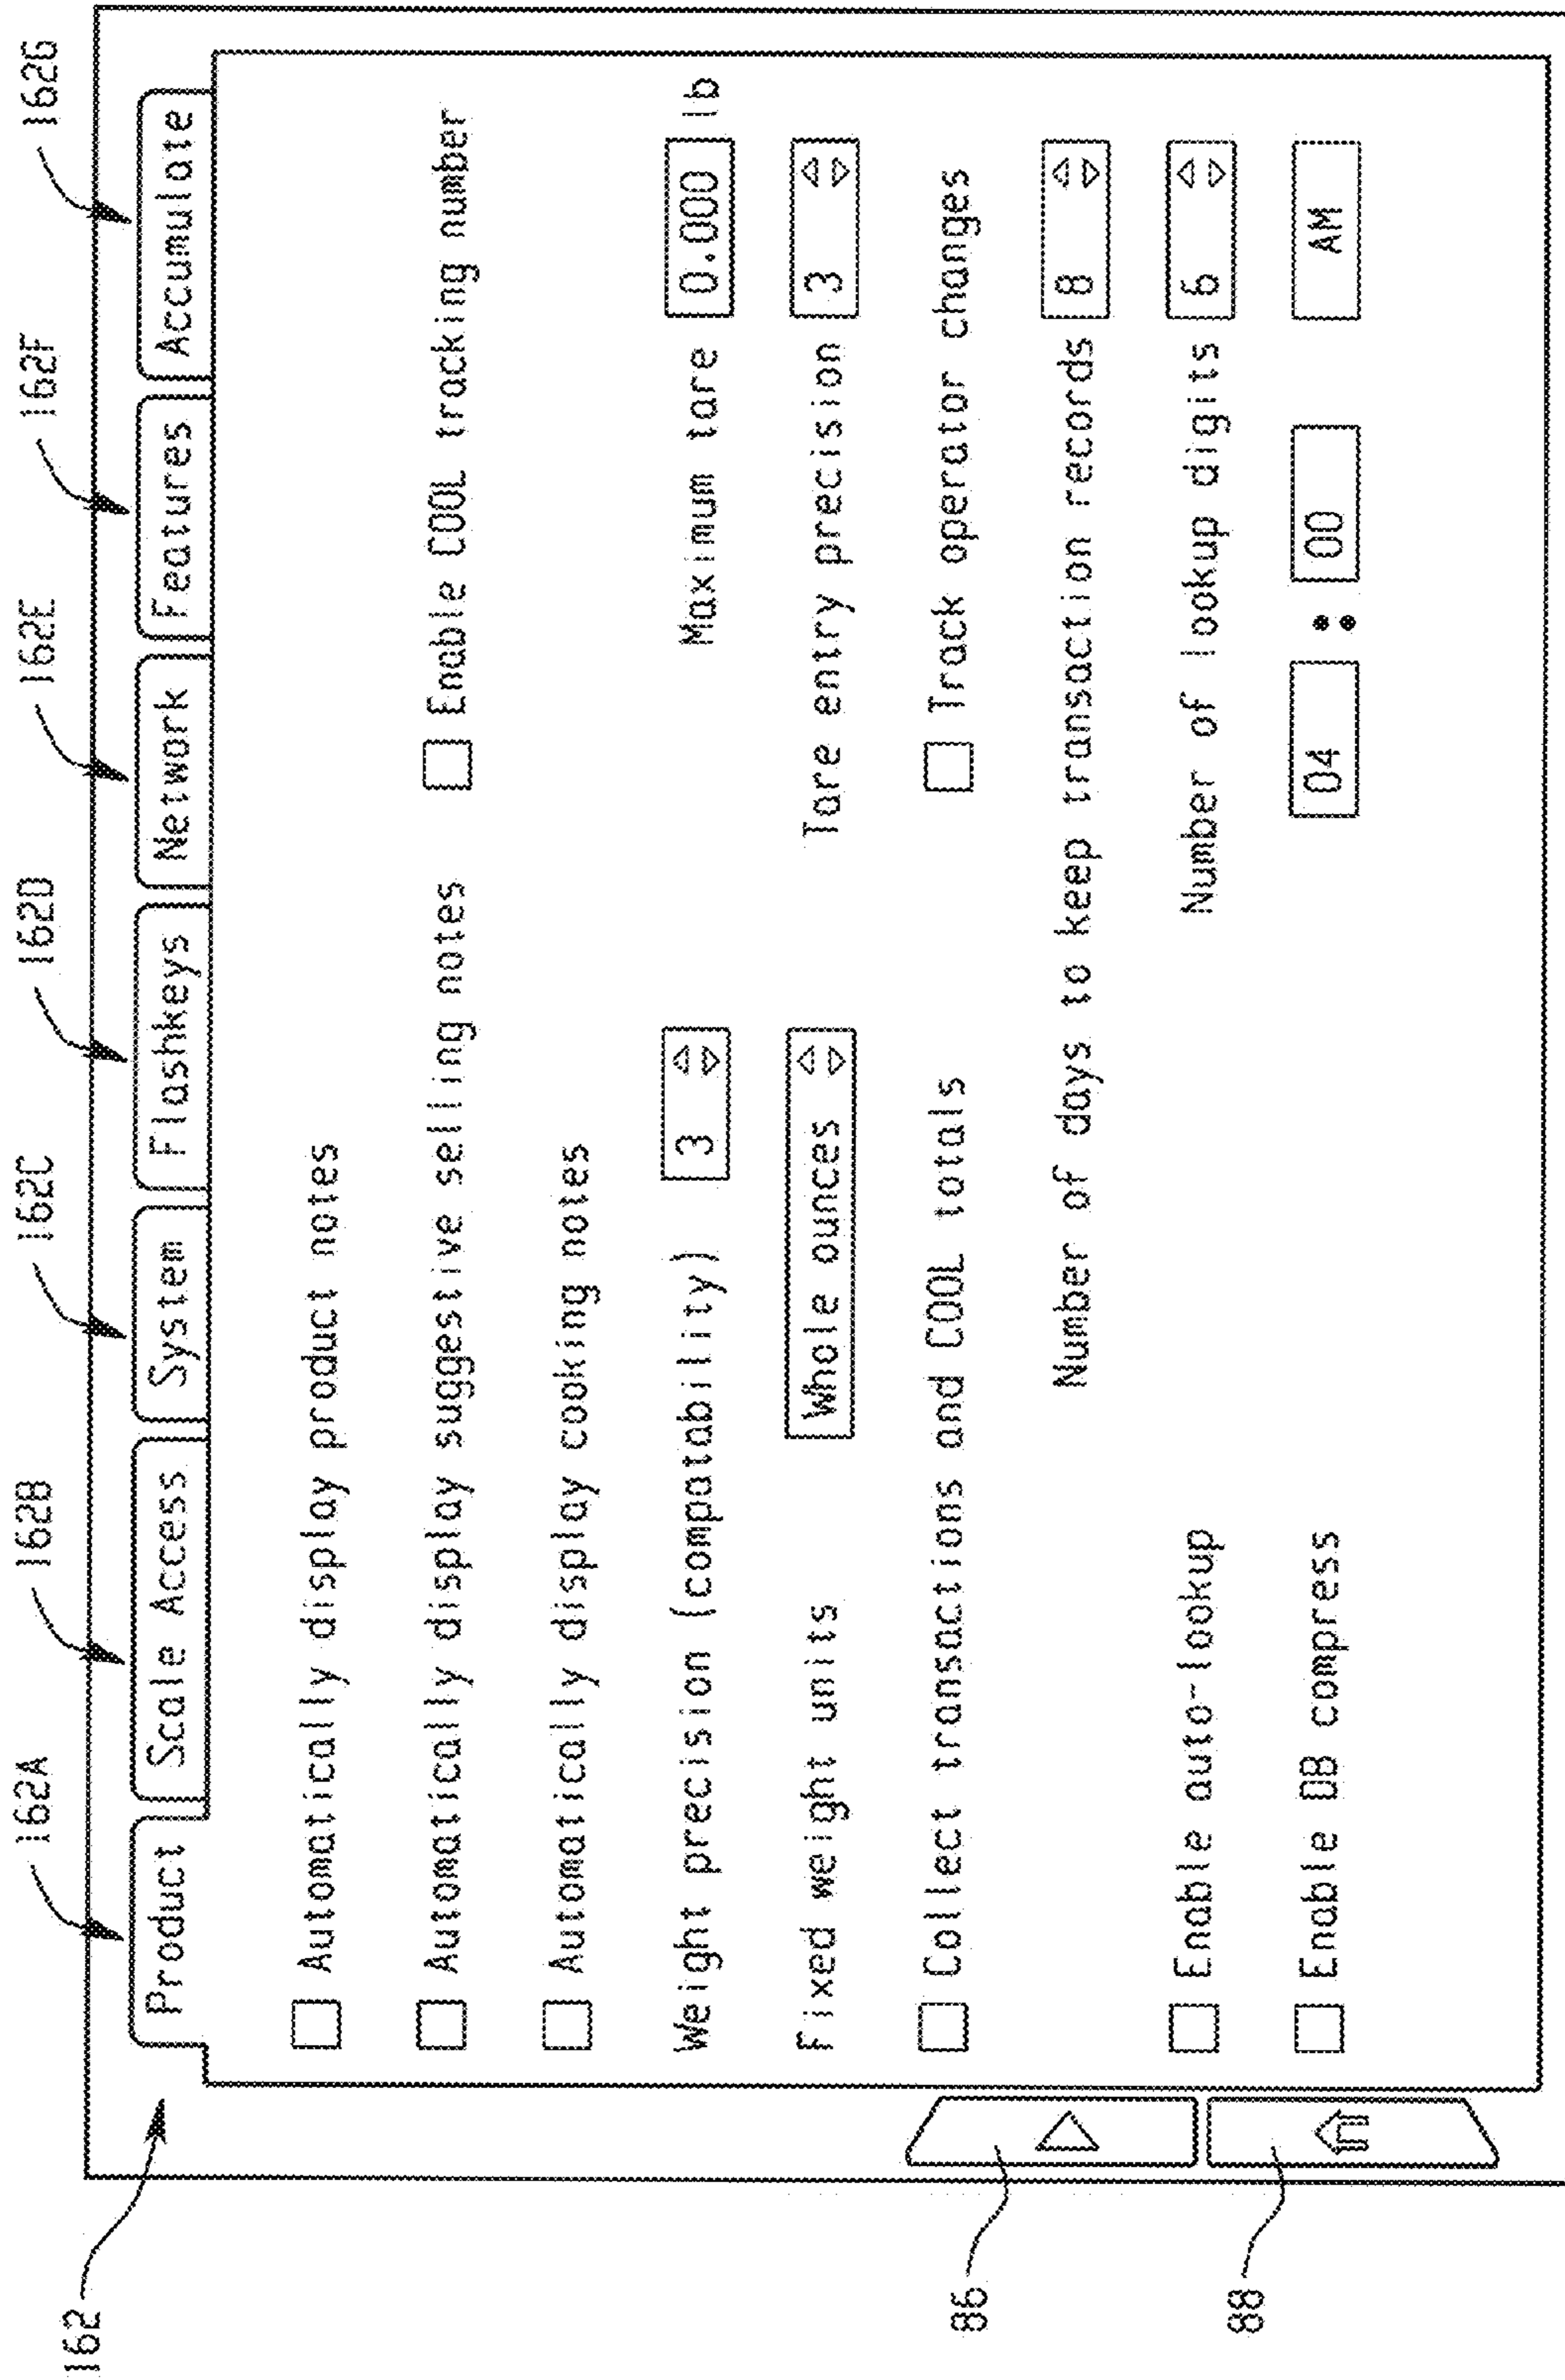 162A 162B 162C 162D 162E 162F 162G
162
Product Scale Access System Flashkeys Network Features Accumulate
Automatically display product notes
Automatically display suggestive selling notes Enable COOL tracking number
Automatically display cooking notes
Weight precision (compatability) 3 Maximum tare 0.000 lb
Fixed weight units Whole ounces Tare entry precision 3
Collect transactions and COOL totals Track operator changes
86
Number of days to keep transaction records 8
Enable auto-lookup Number of lookup digits 6
88
Enable DB compress 04 : 00 AM